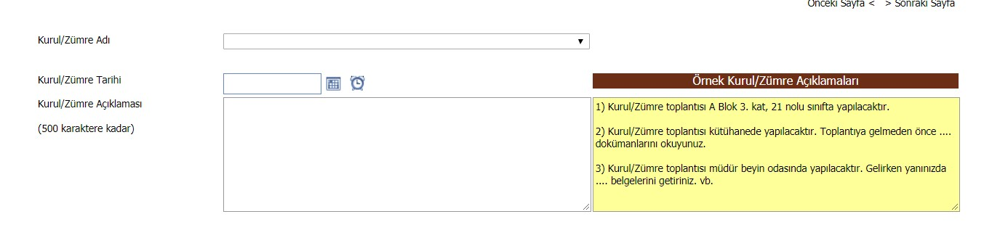 Önceki Sayfa < > Sonraki Sayfa
Kurul/Zümre Adı
Kurul/Zümre Tarihi
Örnek Kurul/Zümre Açıklamaları
Kurul/Zümre Açıklaması
(500 karaktere kadar)
1) Kurul/Zümre toplantısı A Blok 3. kat, 21 nolu sınıfta yapılacaktır.
2) Kurul/Zümre toplantısı kütühanede yapılacaktır. Toplantıya gelmeden önce ....
dokümanlarını okuyunuz.
3) Kurul/Zümre toplantısı müdür beyin odasında yapılacaktır. Gelirken yanınızda
.... belgelerini getiriniz. vb.